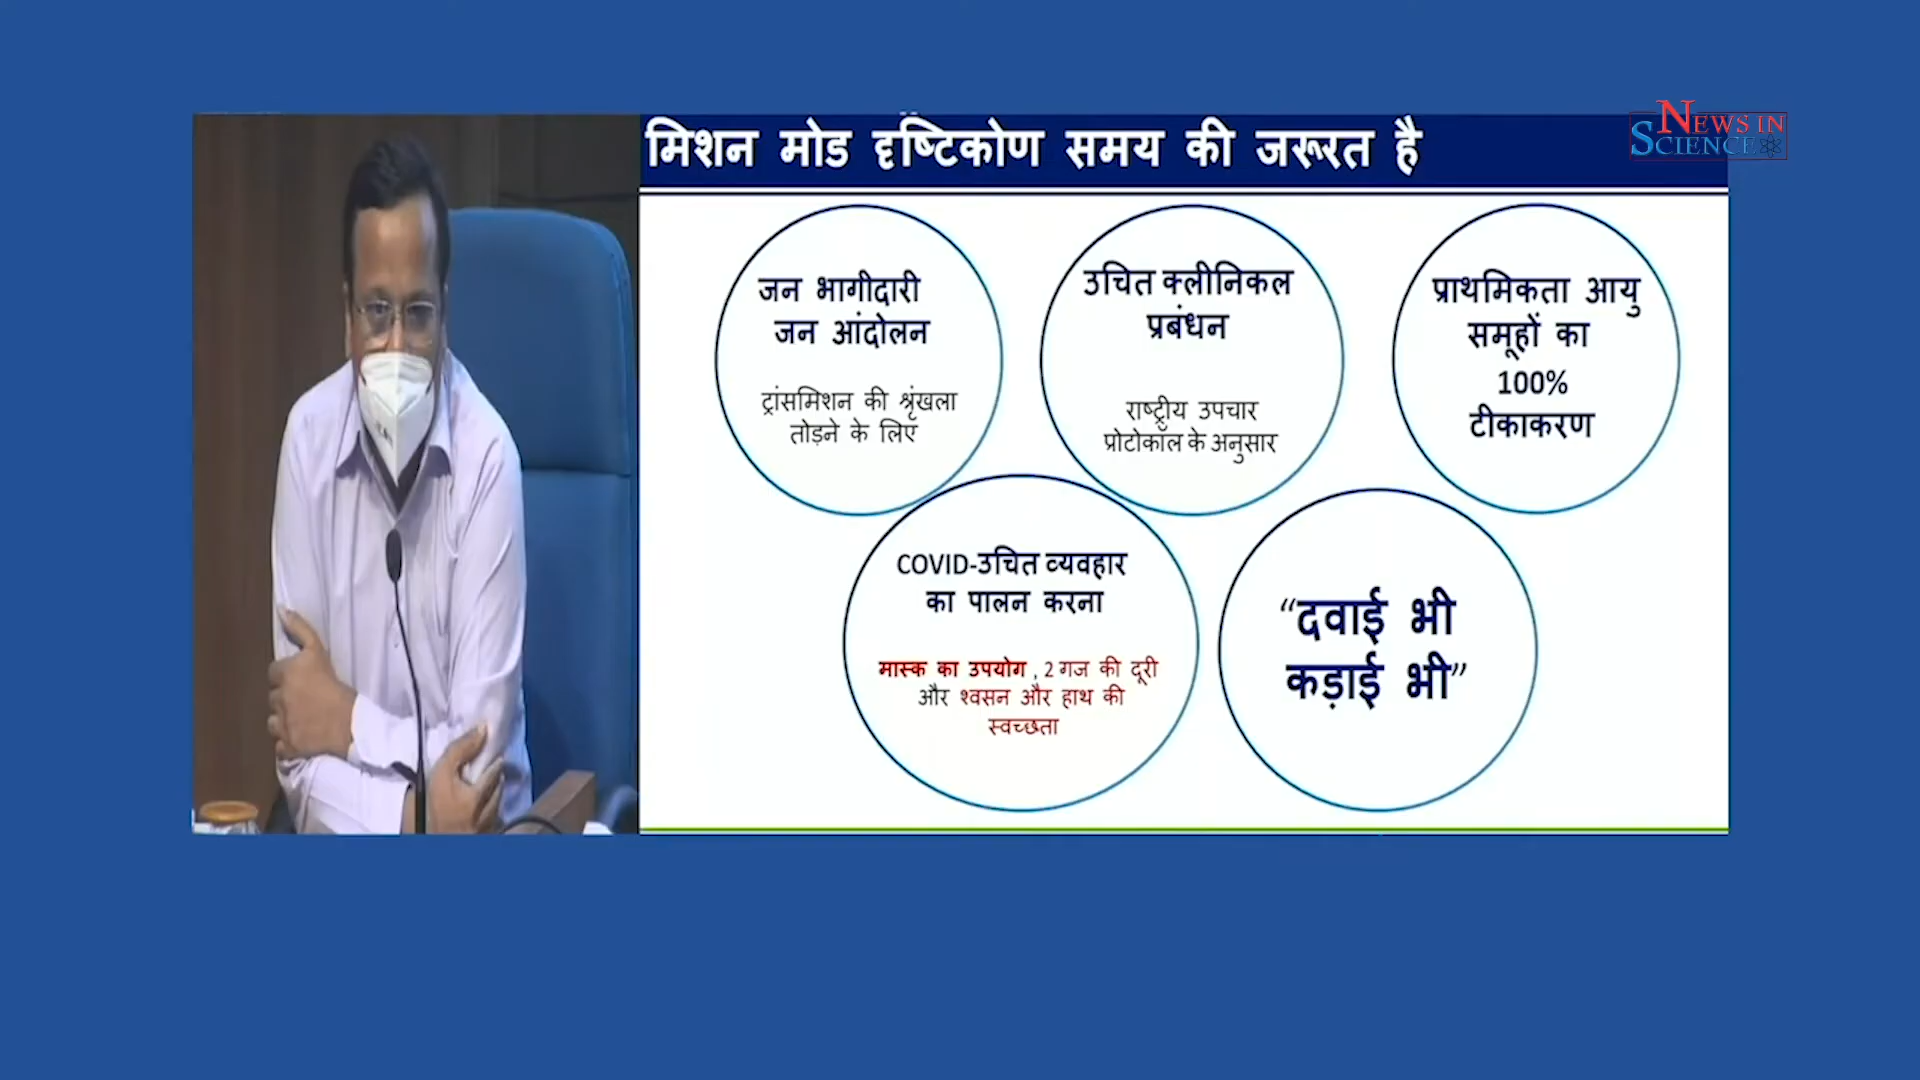 मिशन मोड दृष्टिकोण समय की जरूरत है
NEWS IN
SCIENCE
जन भागीदारी
जन आंदोलन
ट्रांसमिशन की श्रृंखला
तोड़ने के लिए
उचित क्लीनिकल
प्रबंधन
राष्ट्रीय उपचार
प्रोटोकॉल के अनुसार
प्राथमिकता आयु
समूहों का
100%
टीकाकरण
COVID-उचित व्यवहार
का पालन करना
मास्क का उपयोग , 2 गज की दूरी
और श्वसन और हाथ की
स्वच्छता
“दवाई भी
कड़ाई भी”